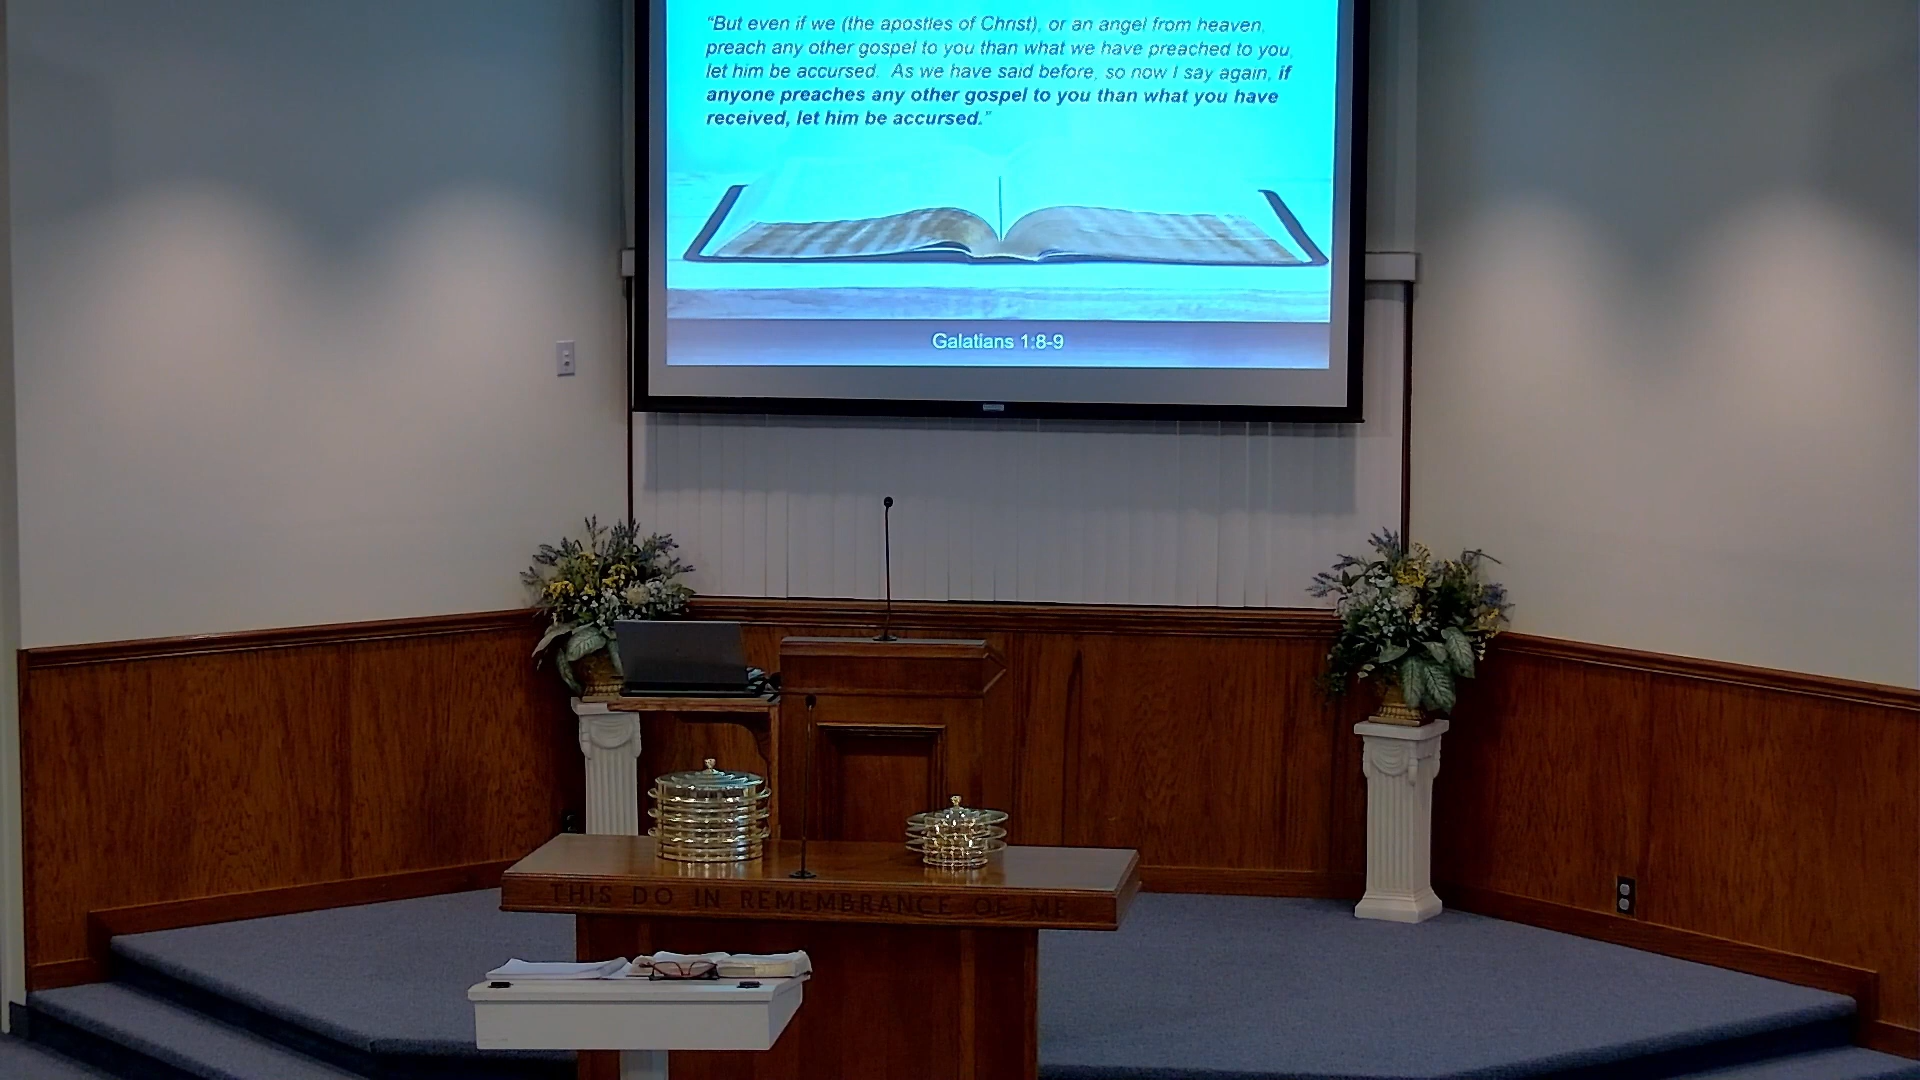 “But even if we (the apostles of Christ), or an angel from heaven,
preach any other gospel to you than what we have preached to you,
let him be accursed.  As we have said before, so now I say again, if
anyone preaches any other gospel to you than what you have
received, let him be accursed.”
Galatians 1:8-9
THIS DO IN REMEMBRANCE OF ME